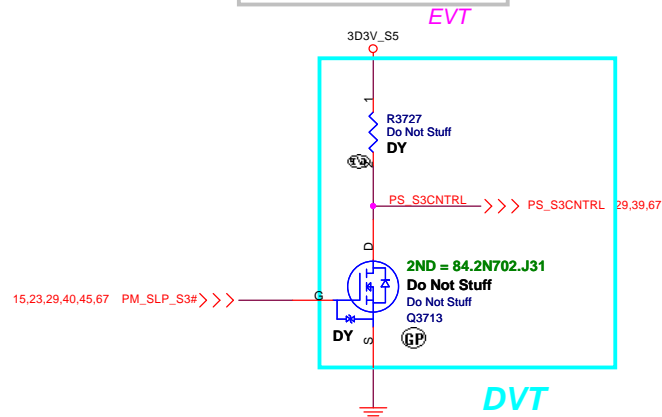 EVT
3D3V_S5
1
R3727
Do Not Stuff
DY
2
PS_S3CNTRL
PS_S3CNTRL 29,39,67
D
2ND = 84.2N702.J31
Do Not Stuff
Do Not Stuff
Q3713
15,23,29,40,45,67 PM_SLP_S3#
G
DY
S
GP
DVT